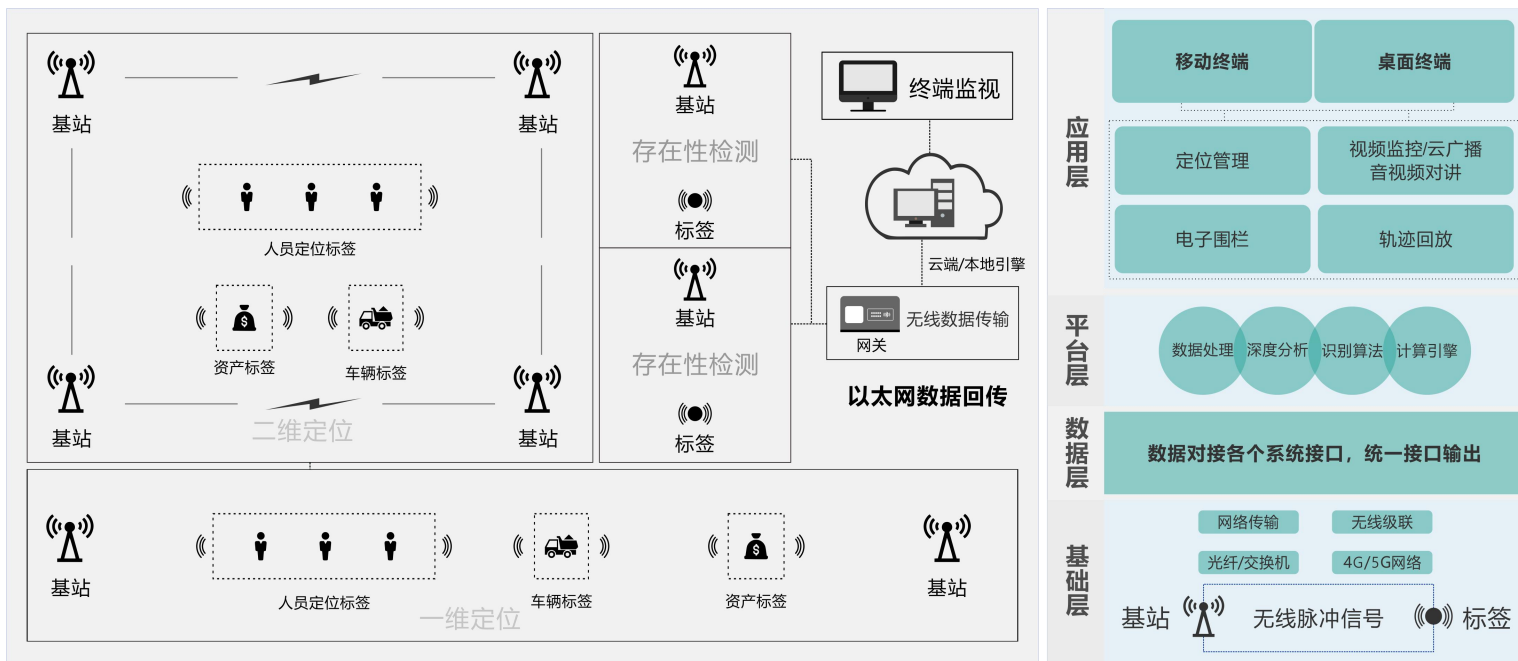 基站
基站
人员定位标签
资产标签
车辆标签
基站
基站
二维定位
基站
存在性检测
标签
基站
存在性检测
标签
终端监视
云端/本地引擎
无线数据传输
网关
以太网数据回传
基站
人员定位标签
车辆标签
资产标签
基站
一维定位
应用层
移动终端
桌面终端
定位管理
视频监控/云广播
音视频对讲
电子围栏
轨迹回放
平台层
数据处理
深度分析
识别算法
计算引擎
数据层
数据对接各个系统接口，统一接口输出
基础层
网络传输
无线级联
光纤/交换机
4G/5G网络
基站
无线脉冲信号
标签